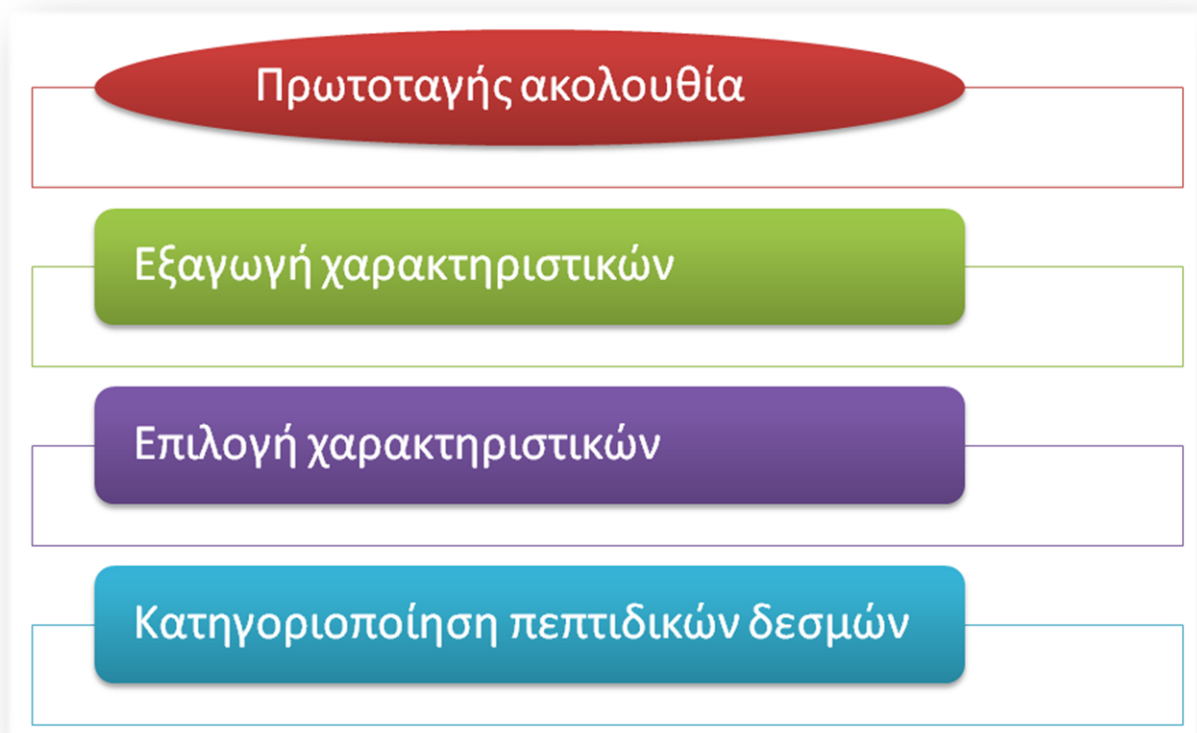 Πρωτοταγής ακολουθία
Εξαγωγή χαρακτηριστικών
Επιλογή χαρακτηριστικών
Κατηγοριοποίηση πεπτιδικών δεσμών